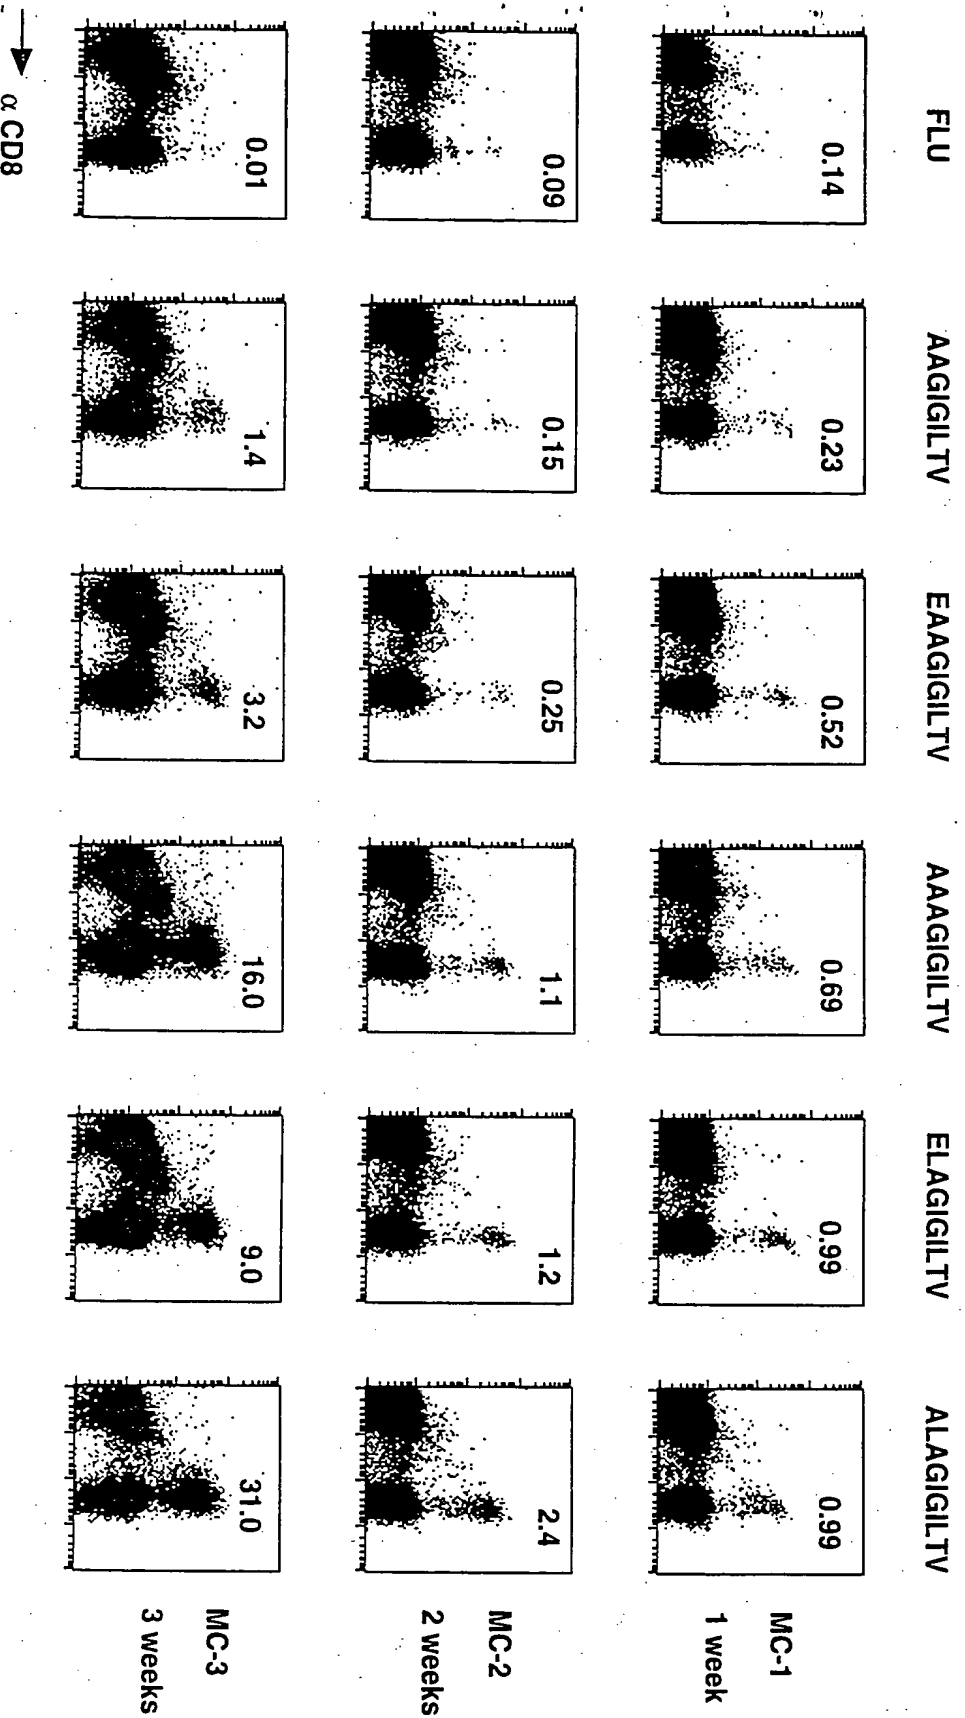 FLU AAGIGILTV EAAGIGILTV AAAGIGILTV ELAGIGILTV ALAGIGILTV
0.14 0.23 0.52 0.69 0.99 0.99 MC-1
1 week
0.09 0.15 0.25 1.1 1.2 2.4 MC-2
2 weeks
0.01 1.4 3.2 16.0 9.0 31.0 MC-3
3 weeks
α CD8